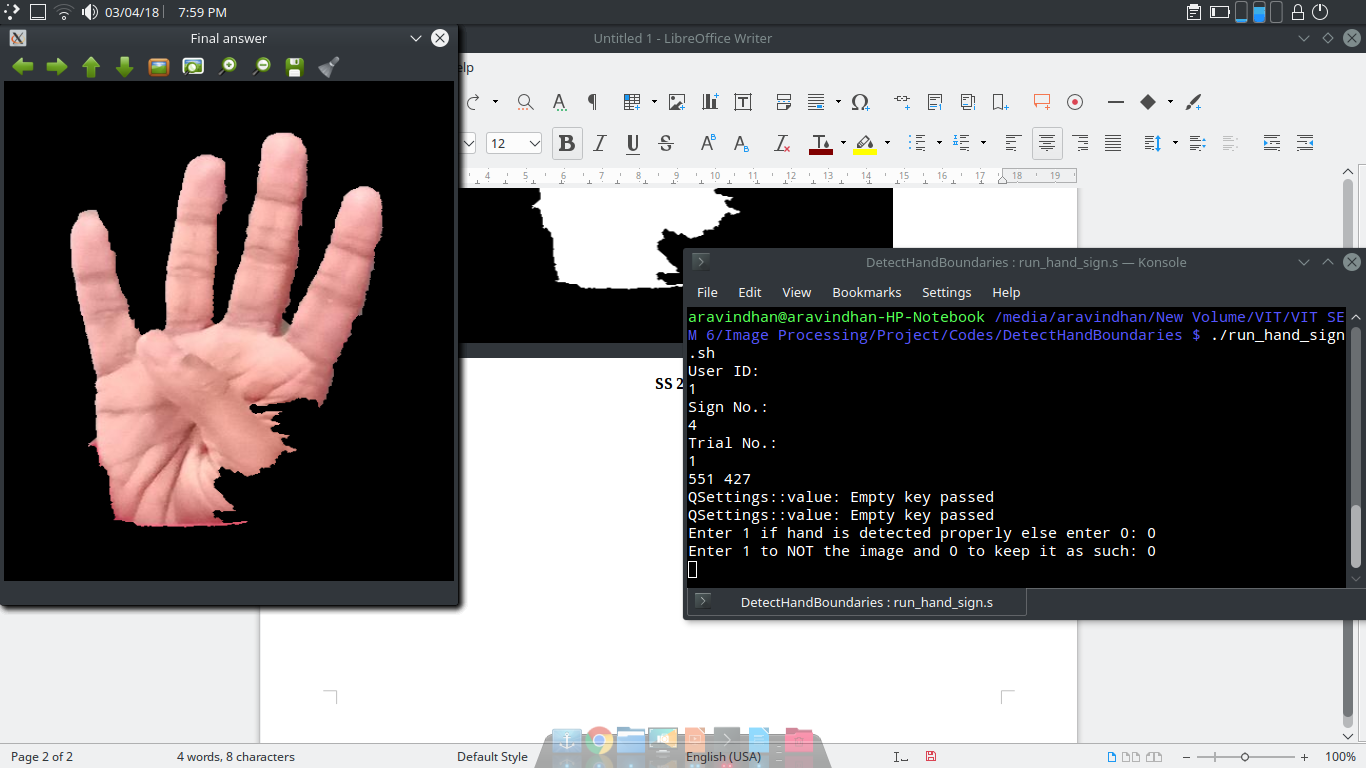 03/04/18 7:59 PM
Final answer
Untitled 1 - LibreOffice Writer
elp
12
4 5 6 7 8 9 10 11 12 13 14 15 16 17 18 19
SS 2
DetectHandBoundaries : run_hand_sign.s — Konsole
File Edit View Bookmarks Settings Help
aravindhan@aravindhan-HP-Notebook /media/aravindhan/New Volume/VIT/VIT SE
M 6/Image Processing/Project/Codes/DetectHandBoundaries $ ./run_hand_sign
.sh
User ID:
1
Sign No.:
4
Trial No.:
1
551 427
QSettings::value: Empty key passed
QSettings::value: Empty key passed
Enter 1 if hand is detected properly else enter 0: 0
Enter 1 to NOT the image and 0 to keep it as such: 0
DetectHandBoundaries : run_hand_sign.s
Page 2 of 2 4 words, 8 characters Default Style English (USA) 100%